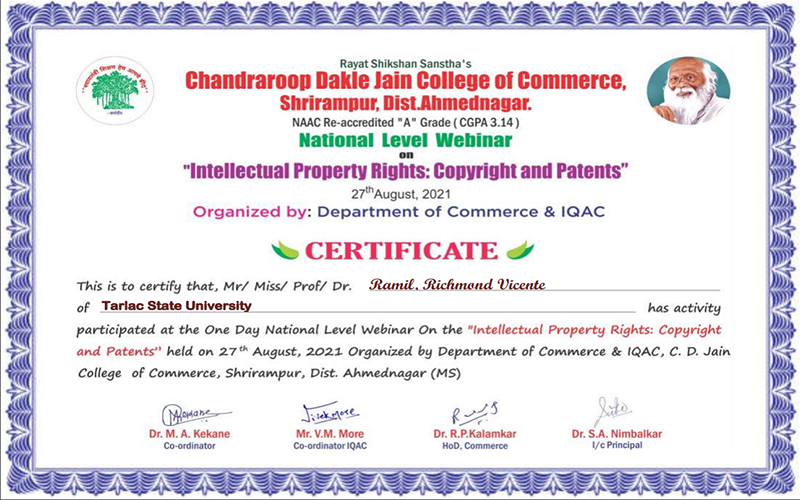 Rayat Shikshan Sanstha's
Chandraroop Dakle Jain College of Commerce,
Shrirampur, Dist.Ahmednagar.
NAAC Re-accredited "A" Grade ( CGPA 3.14 )
National Level Webinar
on
"Intellectual Property Rights: Copyright and Patents”
27th August, 2021
Organized by: Department of Commerce & IQAC
CERTIFICATE
This is to certify that, Mr/ Miss/ Prof/ Dr. Ramil, Richmond Vicente
of Tarlac State University has activity
participated at the One Day National Level Webinar On the "Intellectual Property Rights: Copyright
and Patents” held on 27th August, 2021 Organized by Department of Commerce & IQAC, C. D. Jain
College of Commerce, Shrirampur, Dist. Ahmednagar (MS)
Dr. M. A. Kekane
Co-ordinator
Mr. V.M. More
Co-ordinator IQAC
Dr. R.P.Kalamkar
HoD, Commerce
Dr. S.A. Nimbalkar
I/c Principal